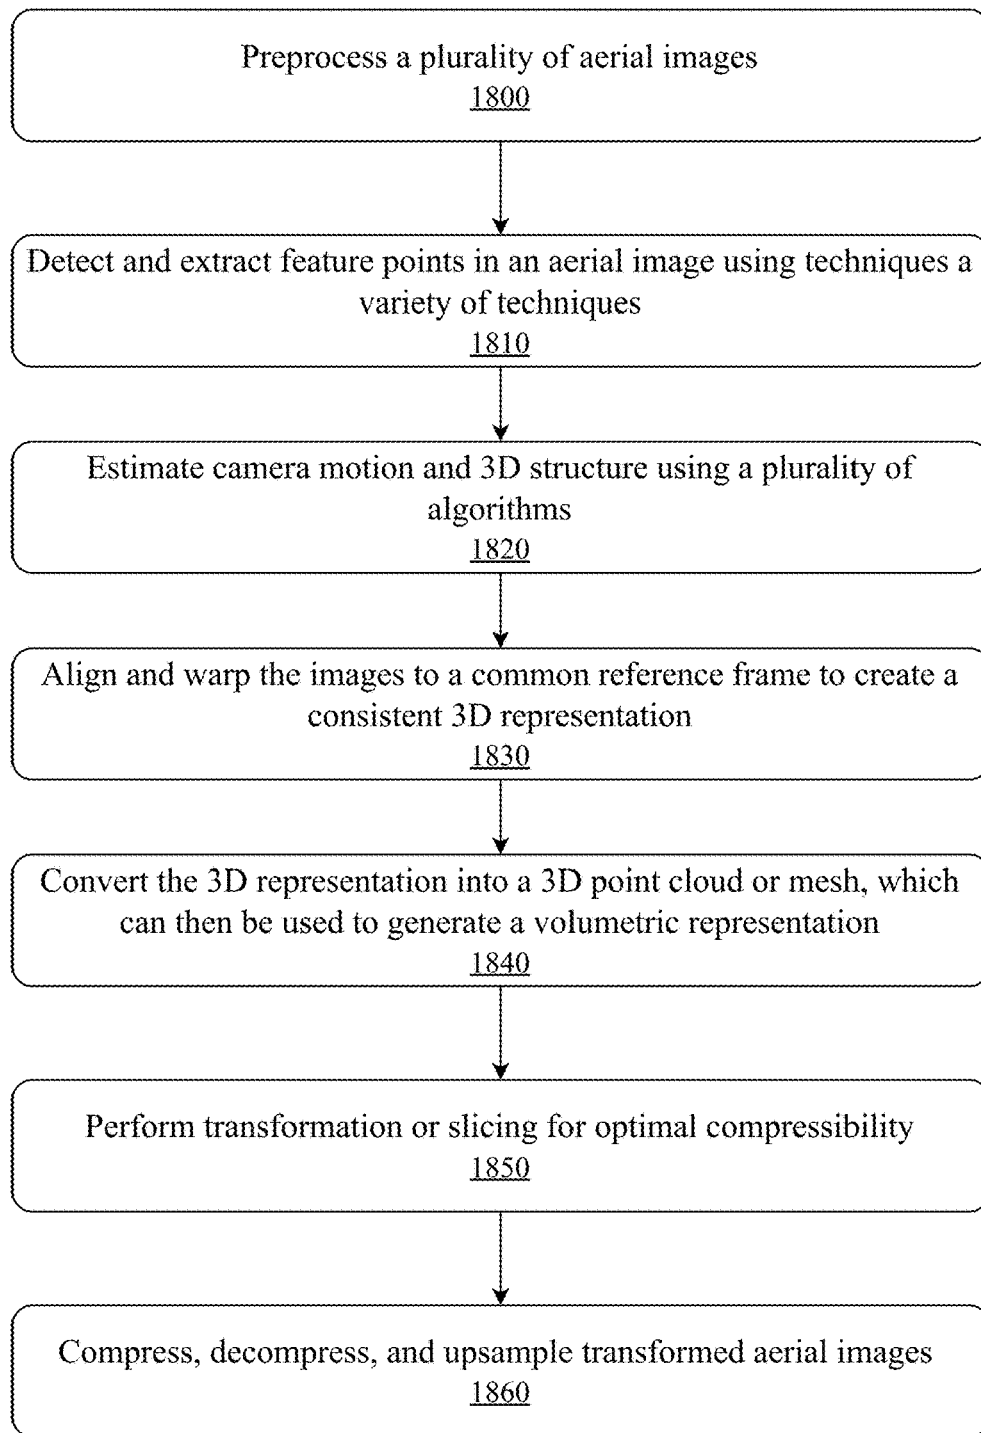 Preprocess a plurality of aerial images
1800
Detect and extract feature points in an aerial image using techniques a
variety of techniques
1810
Estimate camera motion and 3D structure using a plurality of
algorithms
1820
Align and warp the images to a common reference frame to create a
consistent 3D representation
1830
Convert the 3D representation into a 3D point cloud or mesh, which
can then be used to generate a volumetric representation
1840
Perform transformation or slicing for optimal compressibility
1850
Compress, decompress, and upsample transformed aerial images
1860